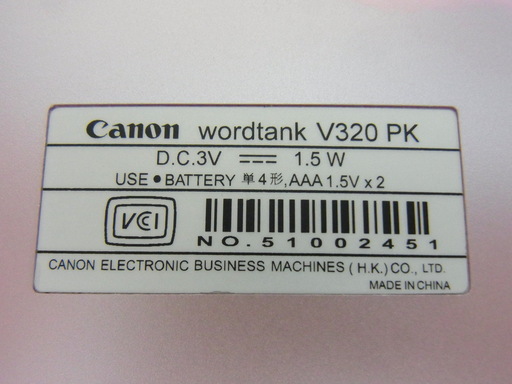 Canon wordtank V320 PK
D.C.3V ⎓ 1.5 W
USE ● BATTERY 単4形, AAA 1.5V x 2
VCI
NO.51002451
CANON ELECTRONIC BUSINESS MACHINES ( H.K. ) CO., LTD.
MADE IN CHINA